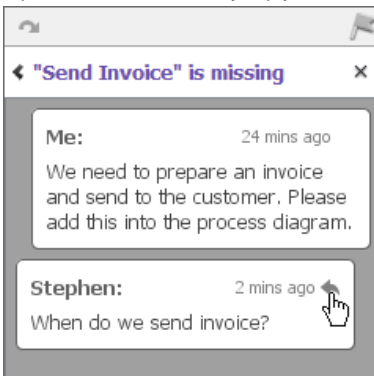 "Send Invoice" is missing
Me: 24 mins ago
We need to prepare an invoice
and send to the customer. Please
add this into the process diagram.
Stephen: 2 mins ago
When do we send invoice?